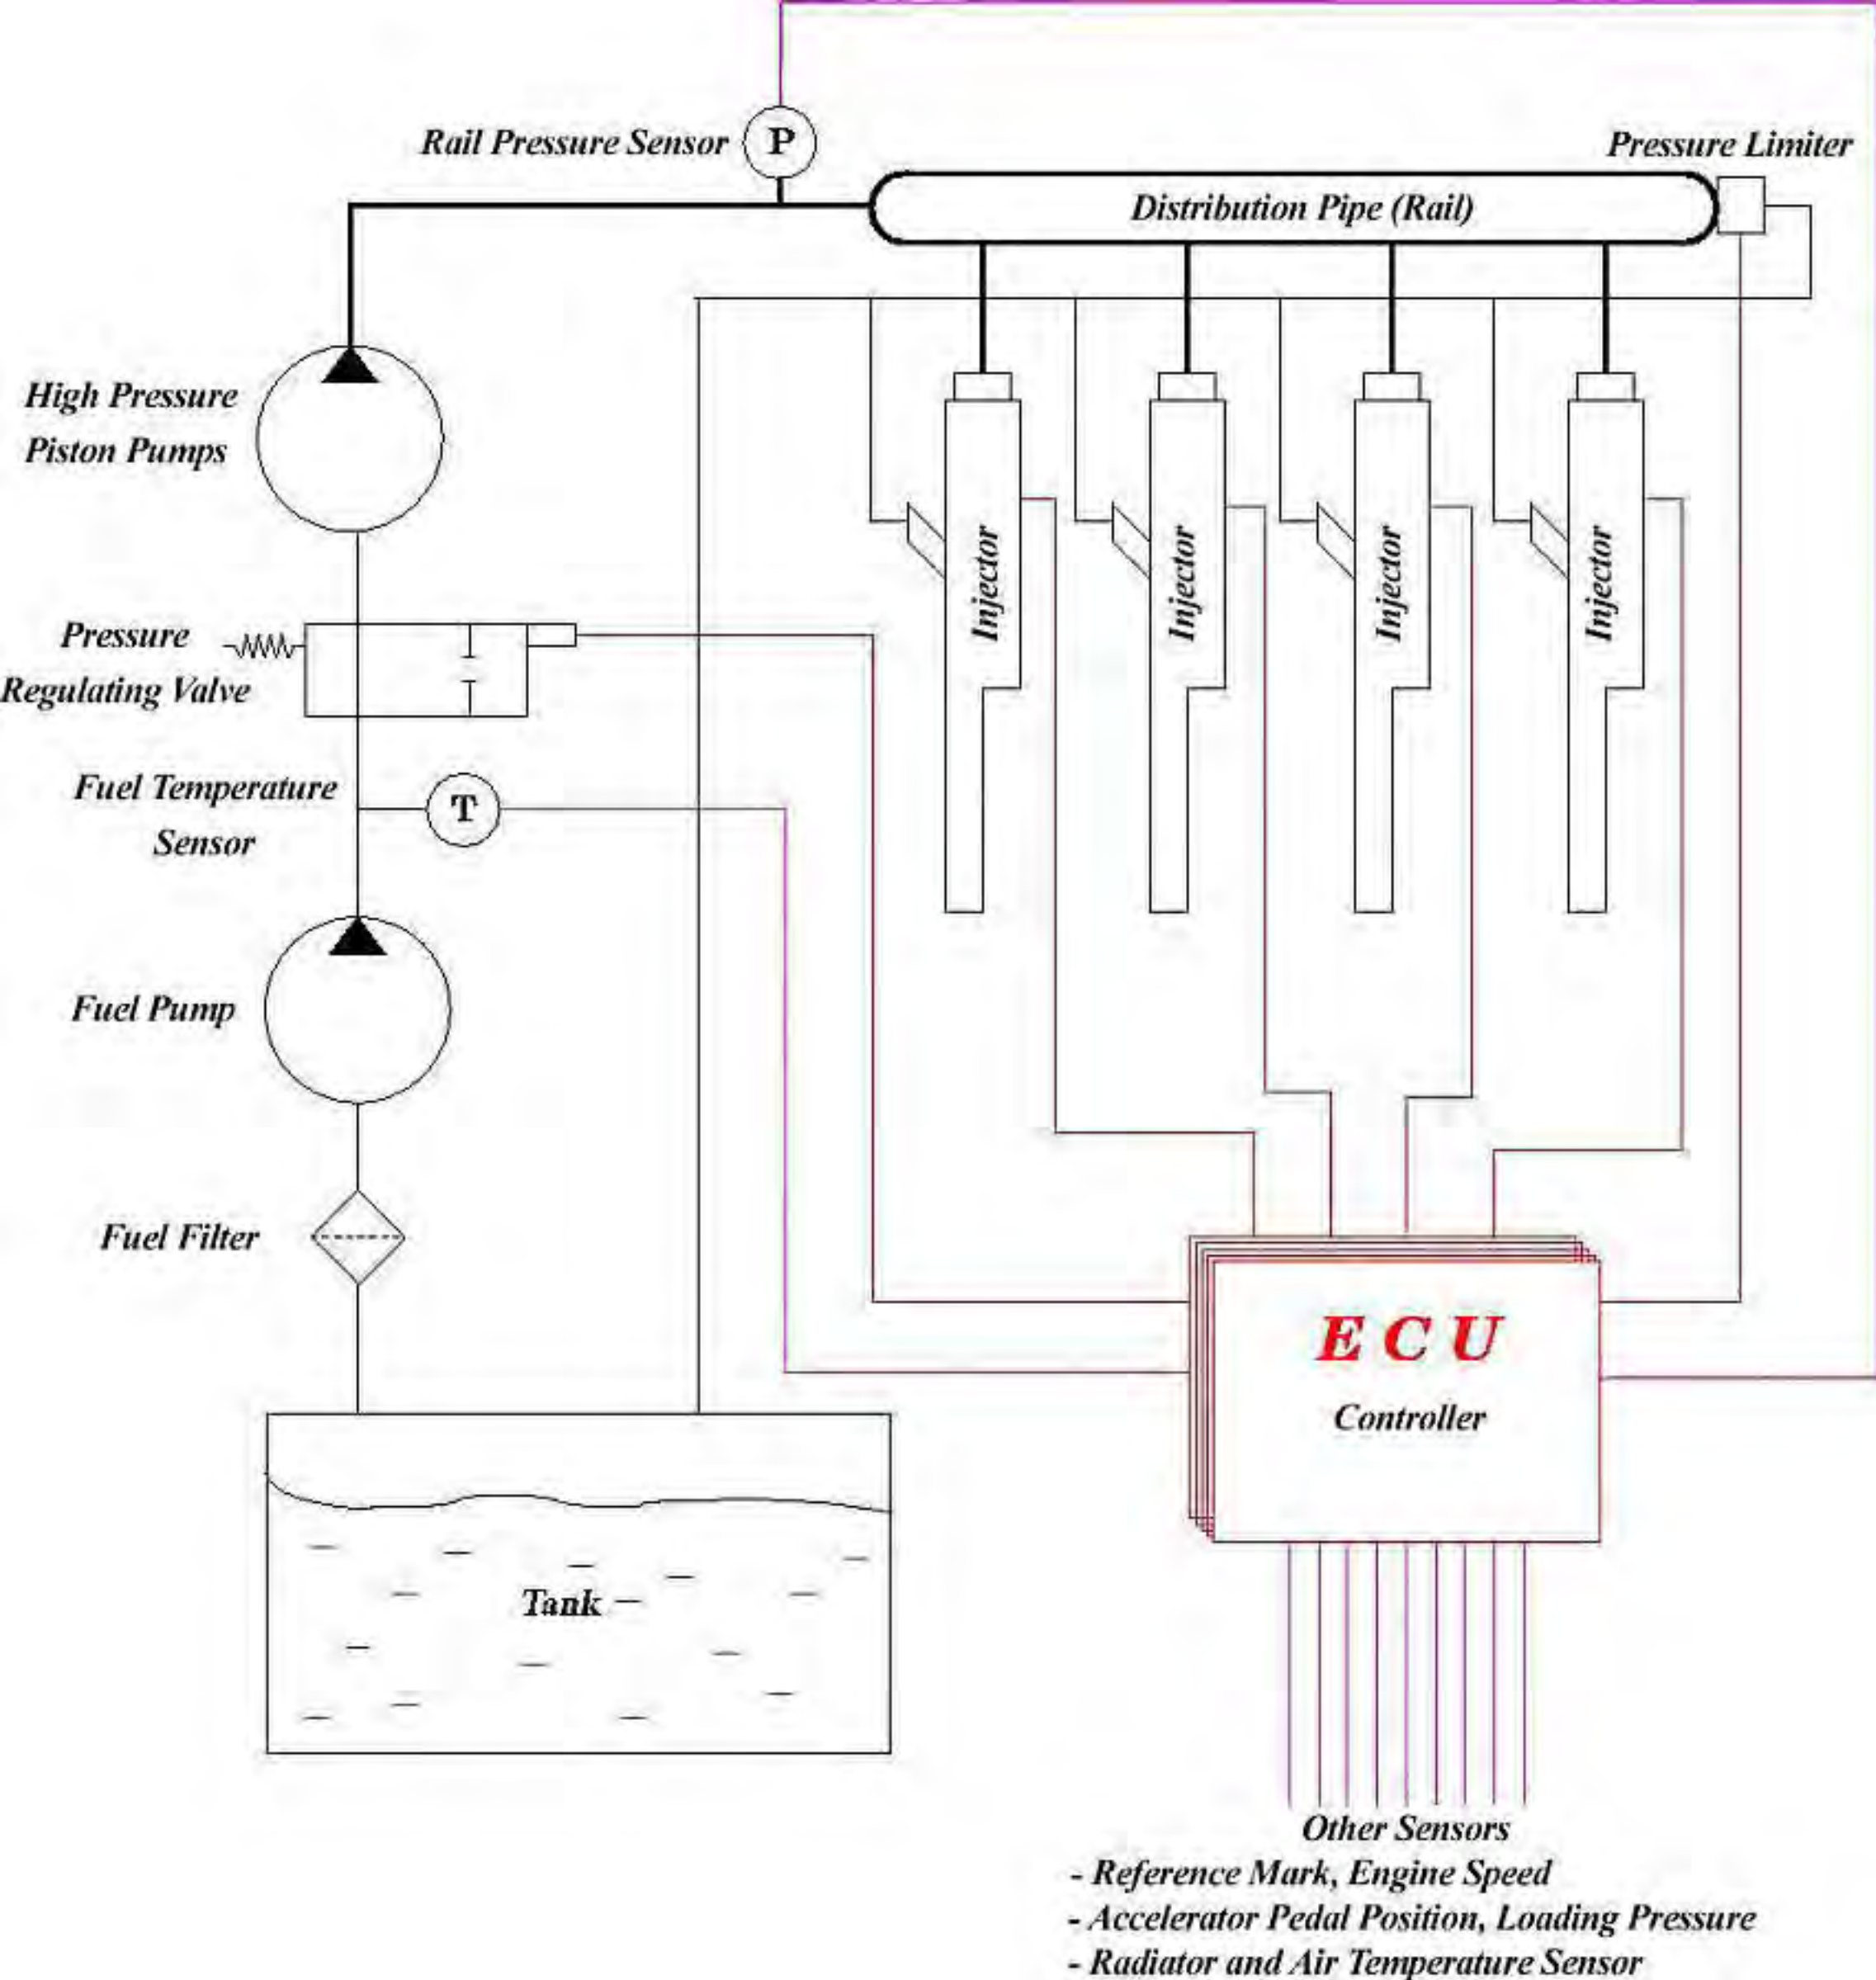 Rail Pressure Sensor
P
Pressure Limiter
Distribution Pipe (Rail)
High Pressure
Piston Pumps
Injector
Injector
Injector
Injector
Pressure
Regulating Valve
Fuel Temperature
Sensor
T
Fuel Pump
Fuel Filter
E C U
Controller
Tank
Other Sensors
- Reference Mark, Engine Speed
- Accelerator Pedal Position, Loading Pressure
- Radiator and Air Temperature Sensor